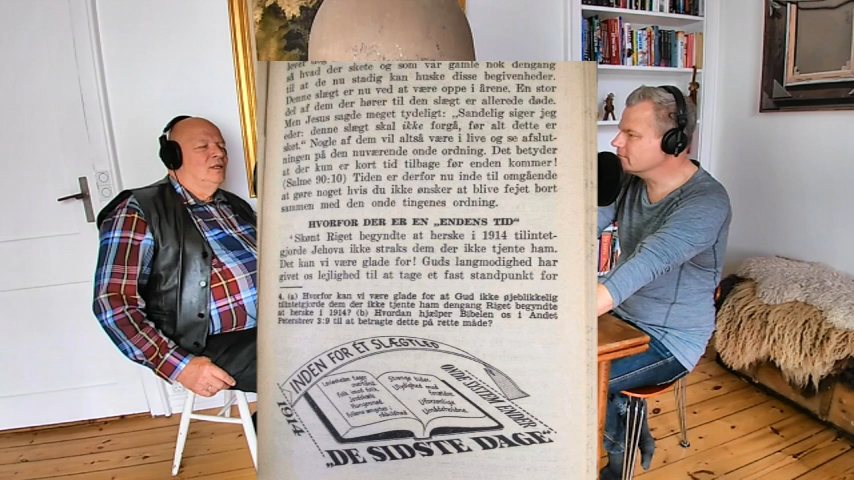 så hvad der skete og som var gamle nok dengang
til at de nu stadig kan huske disse begivenheder.
Denne slægt er nu ved at være oppe i årene. En stor
del af dem der hører til den slægt er allerede døde.
Men Jesus sagde meget tydeligt: „Sandelig siger jeg
eder: denne slægt skal ikke forgå, før alt dette er
sket.“ Nogle af dem vil altså være i live og se afslut-
ningen på den nuværende onde ordning. Det betyder
at der kun er kort tid tilbage før enden kommer!
(Salme 90:10) Tiden er derfor nu inde til omgående
at gøre noget hvis du ikke ønsker at blive fejet bort
sammen med den onde tingenes ordning.
HVORFOR DER ER EN „ENDENS TID“
Skønt Riget begyndte at herske i 1914 tilintet-
gjorde Jehova ikke straks dem der ikke tjente ham.
Det kan vi være glade for! Guds langmodighed har
givet os lejlighed til at tage et fast standpunkt for
4. (a) Hvorfor kan vi være glade for at Gud ikke øjeblikkelig
tilintetgjorde dem der ikke tjente ham dengang Riget begyndte
at herske i 1914? (b) Hvordan hjælper Bibelen os i Andet
Petersbrev 3:9 til at betragte dette på rette måde?
INDEN FOR ET SLÆGTLED
1914
ONDE SYSTEM ENDER
„DE SIDSTE DAGE“